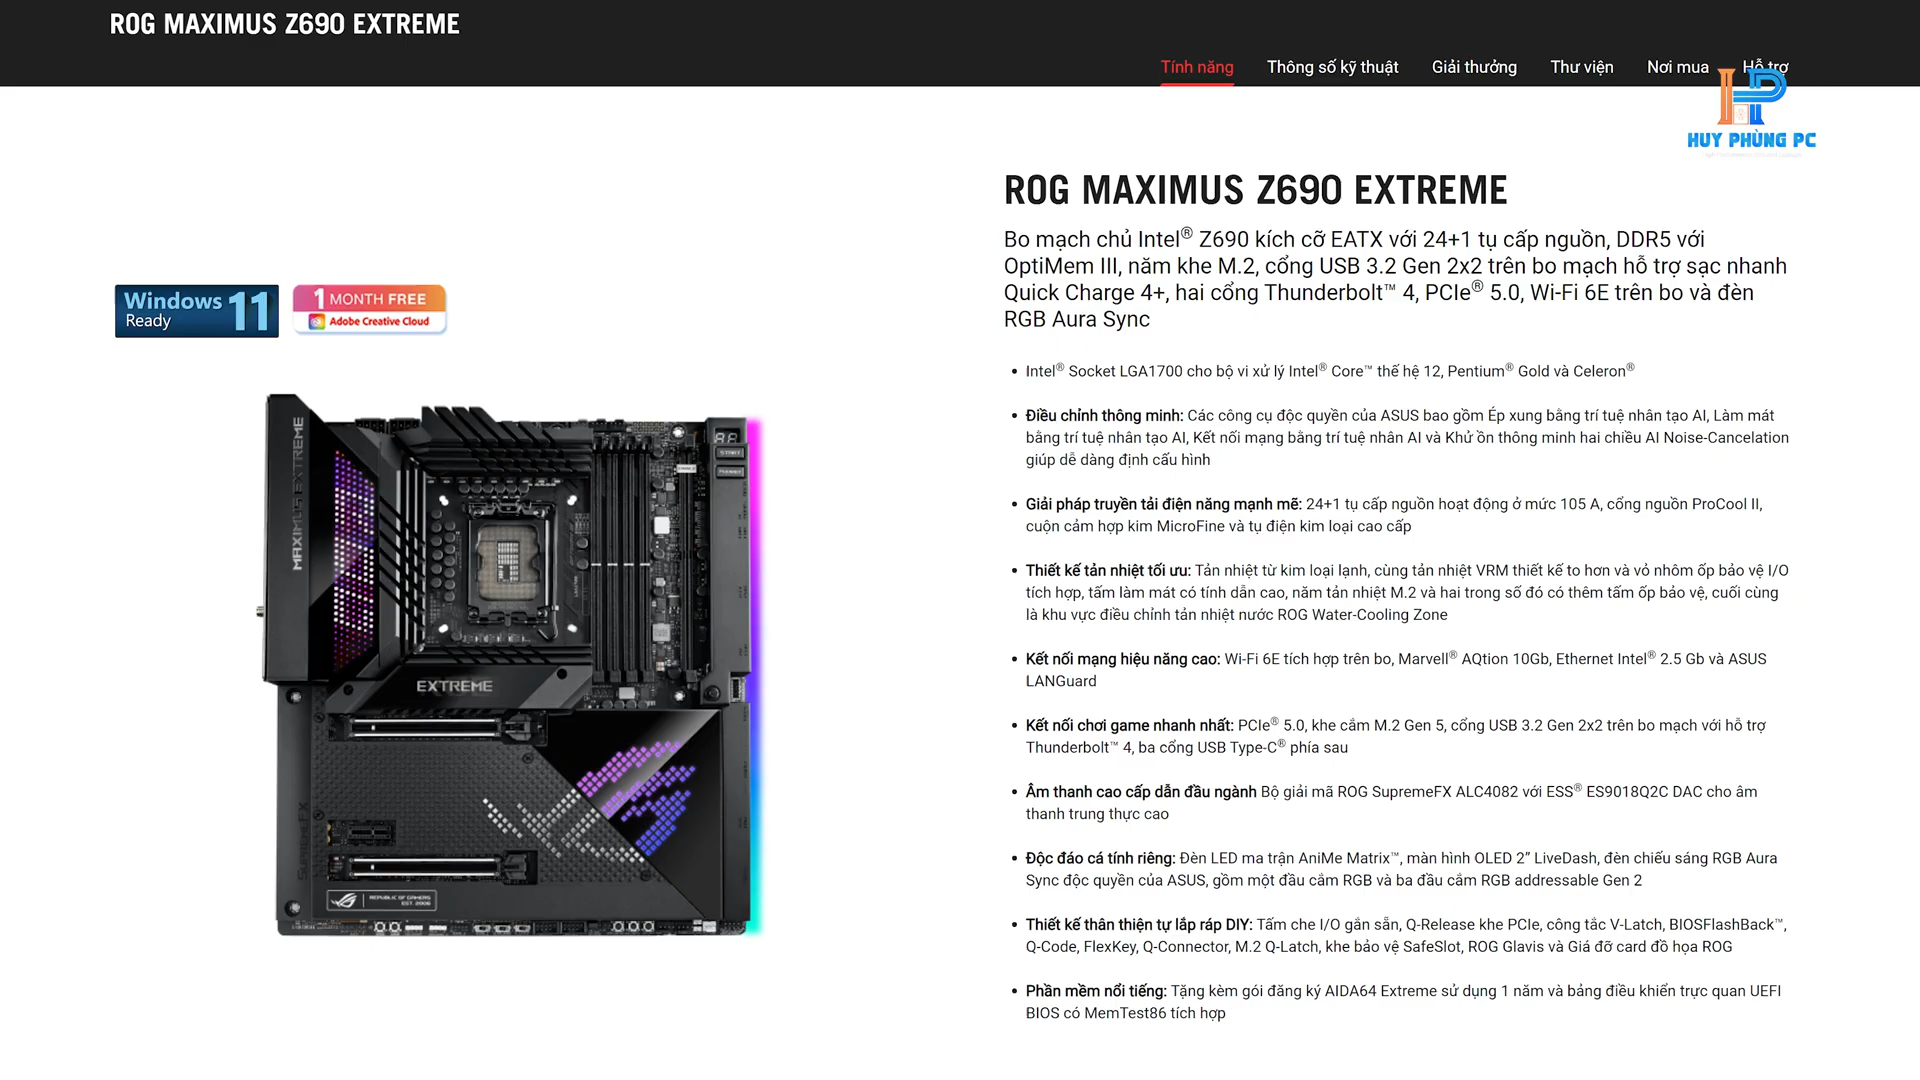 ROG MAXIMUS Z690 EXTREME
Tính năng Thông số kỹ thuật Giải thưởng Thư viện Nơi mua Hỗ trợ
HUY PHÙNG PC
ROG MAXIMUS Z690 EXTREME
Bo mạch chủ Intel® Z690 kích cỡ EATX với 24+1 tụ cấp nguồn, DDR5 với
OptiMem III, năm khe M.2, cổng USB 3.2 Gen 2x2 trên bo mạch hỗ trợ sạc nhanh
Quick Charge 4+, hai cổng Thunderbolt™ 4, PCIe® 5.0, Wi-Fi 6E trên bo và đèn
RGB Aura Sync
Windows 11
Ready
1 MONTH FREE
Adobe Creative Cloud
• Intel® Socket LGA1700 cho bộ vi xử lý Intel® Core™ thế hệ 12, Pentium® Gold và Celeron®
• Điều chỉnh thông minh: Các công cụ độc quyền của ASUS bao gồm Ép xung bằng trí tuệ nhân tạo AI, Làm mát
bằng trí tuệ nhân tạo AI, Kết nối mạng bằng trí tuệ nhân AI và Khử ồn thông minh hai chiều AI Noise-Cancelation
giúp dễ dàng định cấu hình
• Giải pháp truyền tải điện năng mạnh mẽ: 24+1 tụ cấp nguồn hoạt động ở mức 105 A, cổng nguồn ProCool II,
cuộn cảm hợp kim MicroFine và tụ điện kim loại cao cấp
• Thiết kế tản nhiệt tối ưu: Tản nhiệt từ kim loại lạnh, cùng tản nhiệt VRM thiết kế to hơn và vỏ nhôm ốp bảo vệ I/O
tích hợp, tấm làm mát có tính dẫn cao, năm tản nhiệt M.2 và hai trong số đó có thêm tấm ốp bảo vệ, cuối cùng
là khu vực điều chỉnh tản nhiệt nước ROG Water-Cooling Zone
• Kết nối mạng hiệu năng cao: Wi-Fi 6E tích hợp trên bo, Marvell® AQtion 10Gb, Ethernet Intel® 2.5 Gb và ASUS
LANGuard
• Kết nối chơi game nhanh nhất: PCIe® 5.0, khe cắm M.2 Gen 5, cổng USB 3.2 Gen 2x2 trên bo mạch với hỗ trợ
Thunderbolt™ 4, ba cổng USB Type-C® phía sau
• Âm thanh cao cấp dẫn đầu ngành Bộ giải mã ROG SupremeFX ALC4082 với ESS® ES9018Q2C DAC cho âm
thanh trung thực cao
• Độc đáo cá tính riêng: Đèn LED ma trận AniMe Matrix™, màn hình OLED 2” LiveDash, đèn chiếu sáng RGB Aura
Sync độc quyền của ASUS, gồm một đầu cắm RGB và ba đầu cắm RGB addressable Gen 2
• Thiết kế thân thiện tự lắp ráp DIY: Tấm che I/O gắn sẵn, Q-Release khe PCIe, công tắc V-Latch, BIOSFlashBack™,
Q-Code, FlexKey, Q-Connector, M.2 Q-Latch, khe bảo vệ SafeSlot, ROG Glavis và Giá đỡ card đồ họa ROG
• Phần mềm nổi tiếng: Tặng kèm gói đăng ký AIDA64 Extreme sử dụng 1 năm và bảng điều khiển trực quan UEFI
BIOS có MemTest86 tích hợp
MAXIMUS EXTREME
START
EXTREME
SupremeFX
REPUBLIC OF GAMERS
EST. 2006